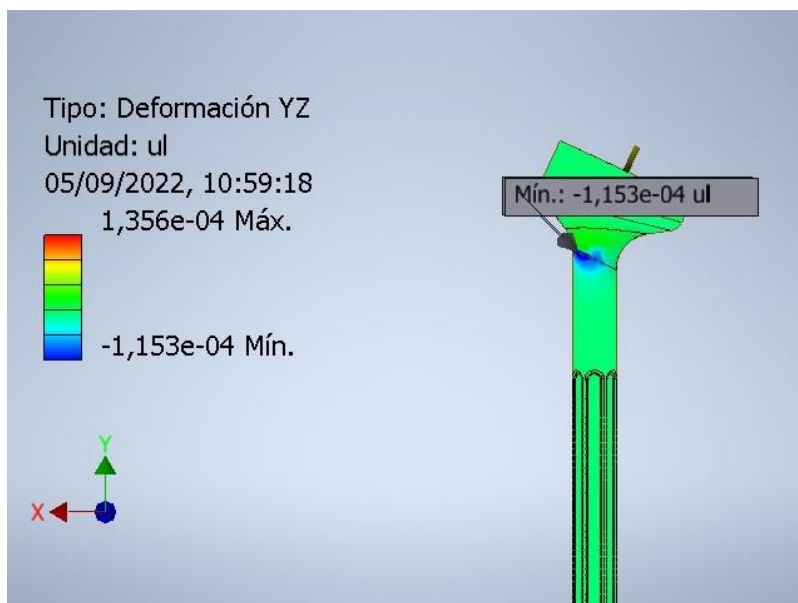 Tipo: Deformación YZ
Unidad: ul
05/09/2022, 10:59:18
1,356e-04 Máx.
-1,153e-04 Mín.
Mín.: -1,153e-04 ul
Y
X